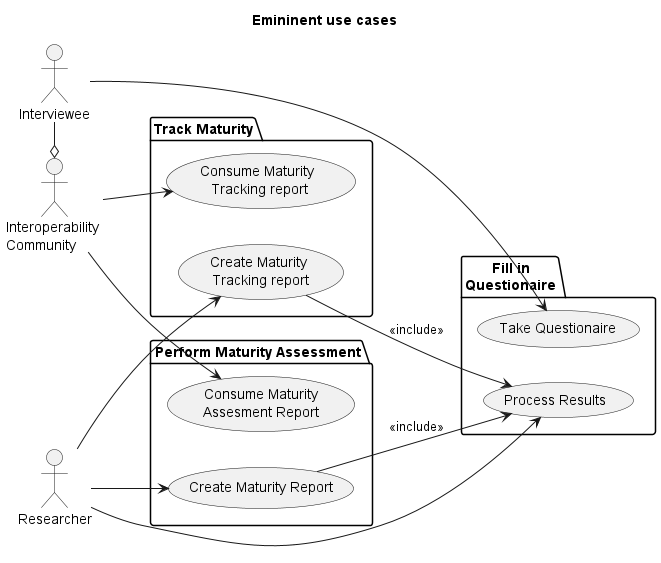 Emininent use cases
Interviewee
Track Maturity
Consume Maturity
Tracking report
Interoperability
Community
Create Maturity
Tracking report
Fill in
Questionaire
Take Questionaire
«include»
Perform Maturity Assessment
Consume Maturity
Assesment Report
Process Results
«include»
Create Maturity Report
Researcher